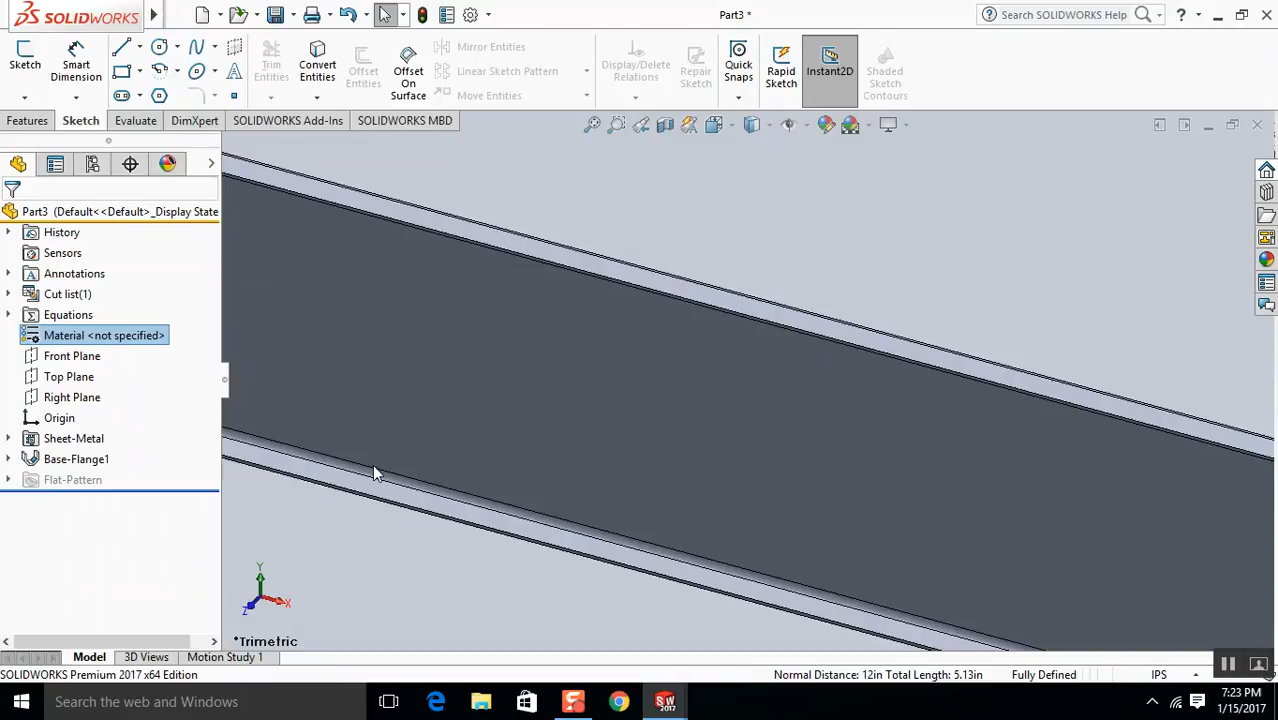 SOLIDWORKS
Part3 *
Search SOLIDWORKS Help
Sketch
Smart Dimension
Trim Entities
Convert Entities
Offset Entities
Offset On Surface
Mirror Entities
Linear Sketch Pattern
Move Entities
Display/Delete Relations
Repair Sketch
Quick Snaps
Rapid Sketch
Instant2D
Shaded Sketch Contours
Features
Sketch
Evaluate
DimXpert
SOLIDWORKS Add-Ins
SOLIDWORKS MBD
Part3 (Default<<Default>_Display State
History
Sensors
Annotations
Cut list(1)
Equations
Material <not specified>
Front Plane
Top Plane
Right Plane
Origin
Sheet-Metal
Base-Flange1
Flat-Pattern
Y
X
Z
*Trimetric
Model
3D Views
Motion Study 1
SOLIDWORKS Premium 2017 x64 Edition
Normal Distance: 12in Total Length: 5.13in
Fully Defined
IPS
Search the web and Windows
SW
2017
7:23 PM
1/15/2017